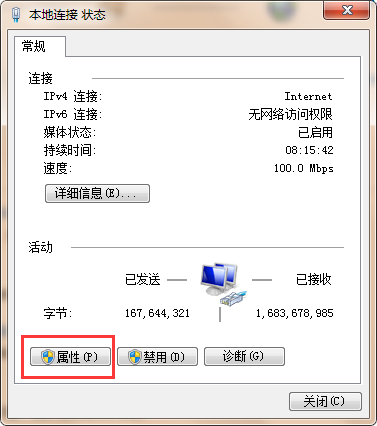 本地连接 状态
常规
连接
IPv4 连接: Internet
IPv6 连接: 无网络访问权限
媒体状态: 已启用
持续时间: 08:15:42
速度: 100.0 Mbps
详细信息(E)...
活动
已发送 已接收
字节: 167,644,321 1,683,678,985
属性(P) 禁用(D) 诊断(G)
关闭(C)